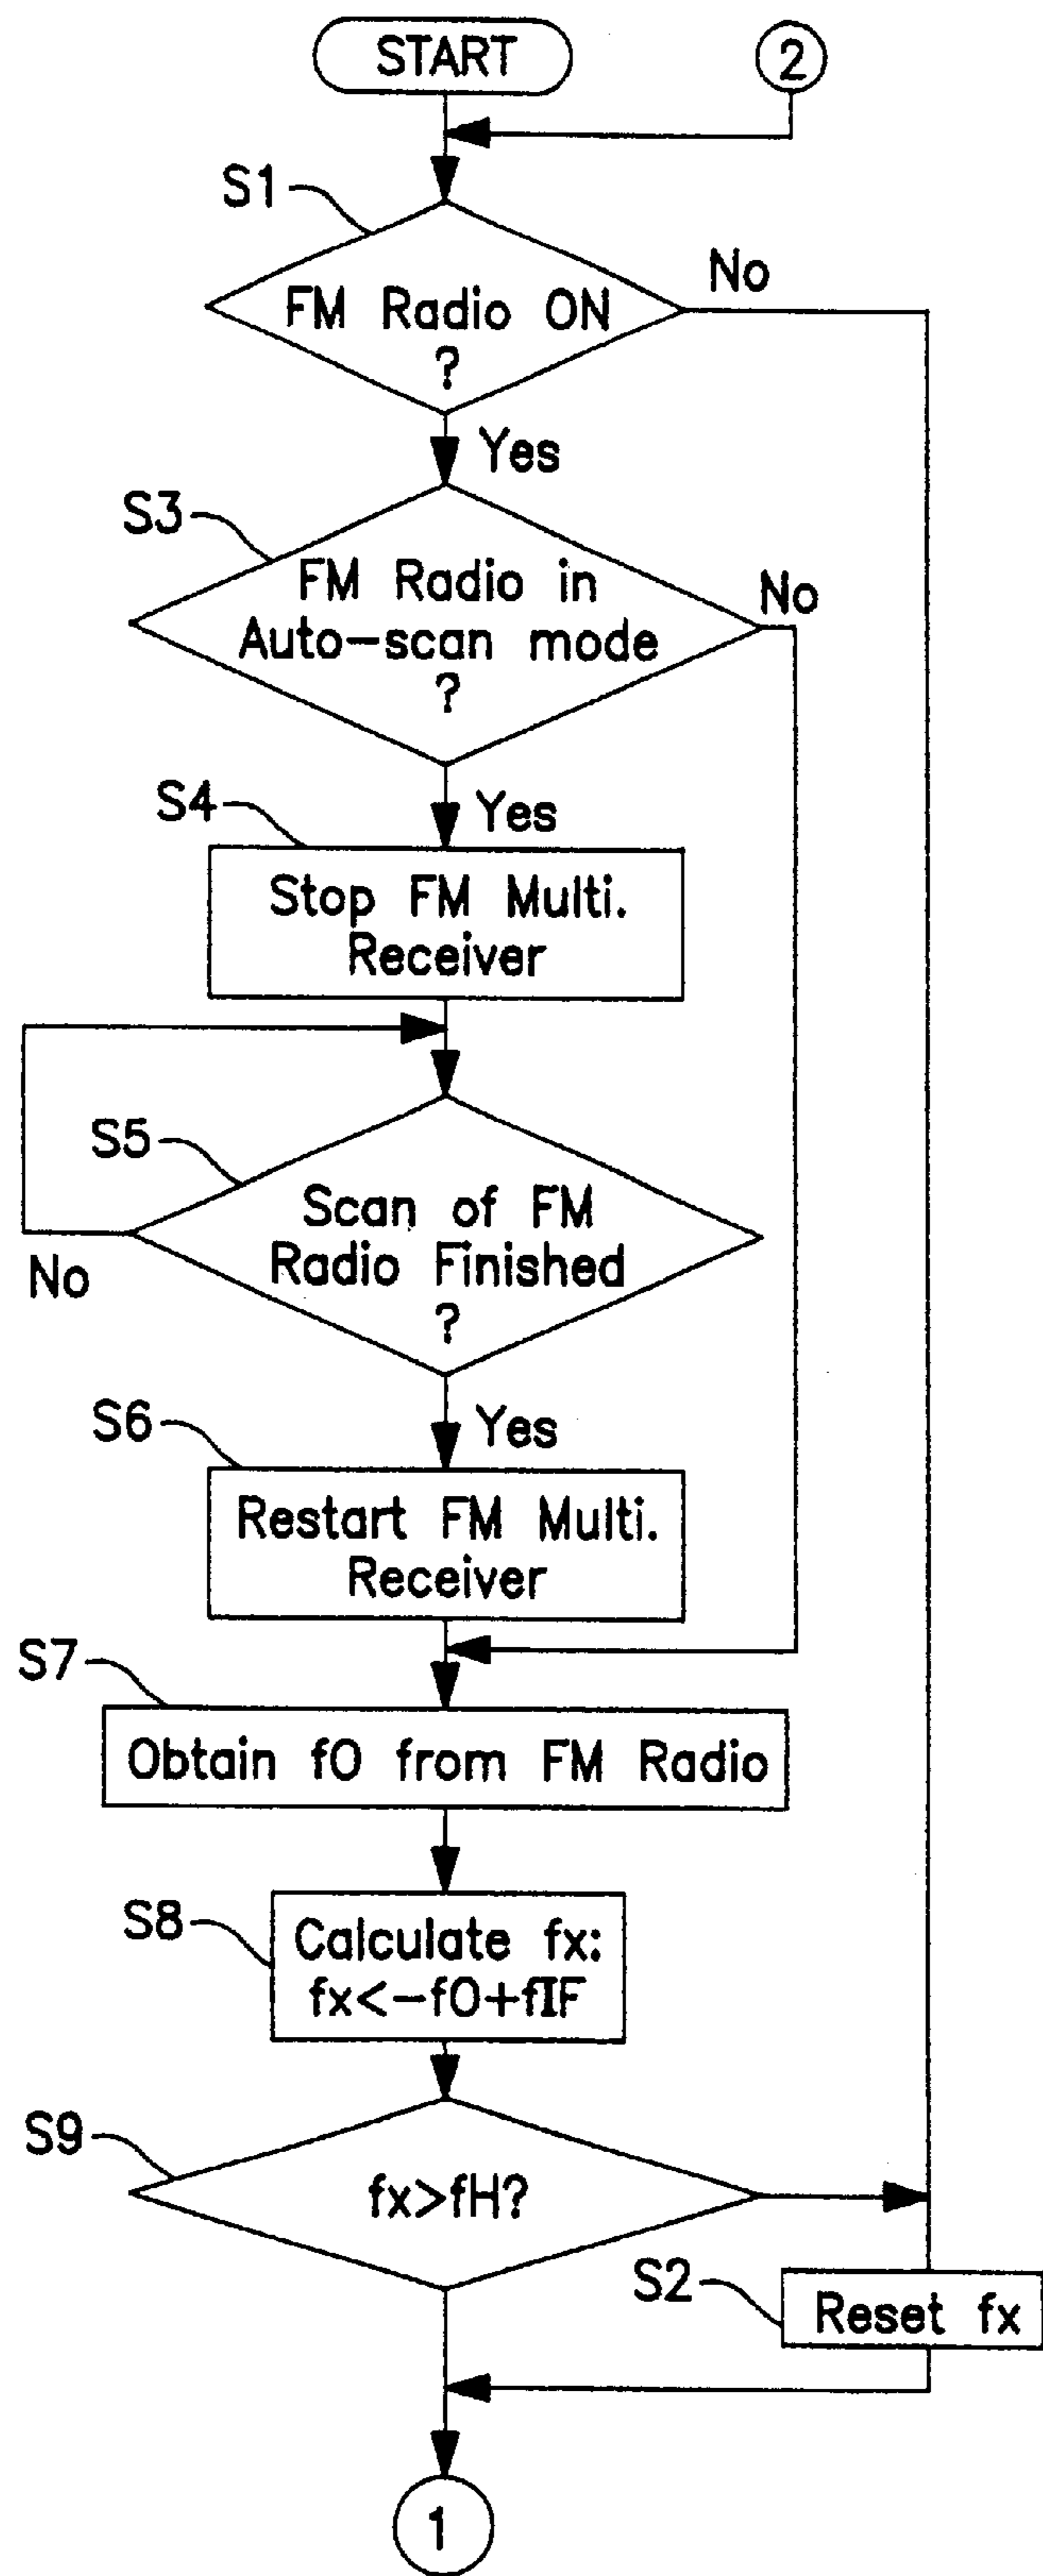 START
2
S1
FM Radio ON
?
No
Yes
S3
FM Radio in
Auto-scan mode
?
No
Yes
S4
Stop FM Multi.
Receiver
S5
Scan of FM
Radio Finished
?
No
Yes
S6
Restart FM Multi.
Receiver
S7
Obtain f0 from FM Radio
S8
Calculate fx:
fx<-f0+fIF
S9
fx>fH?
S2
Reset fx
1